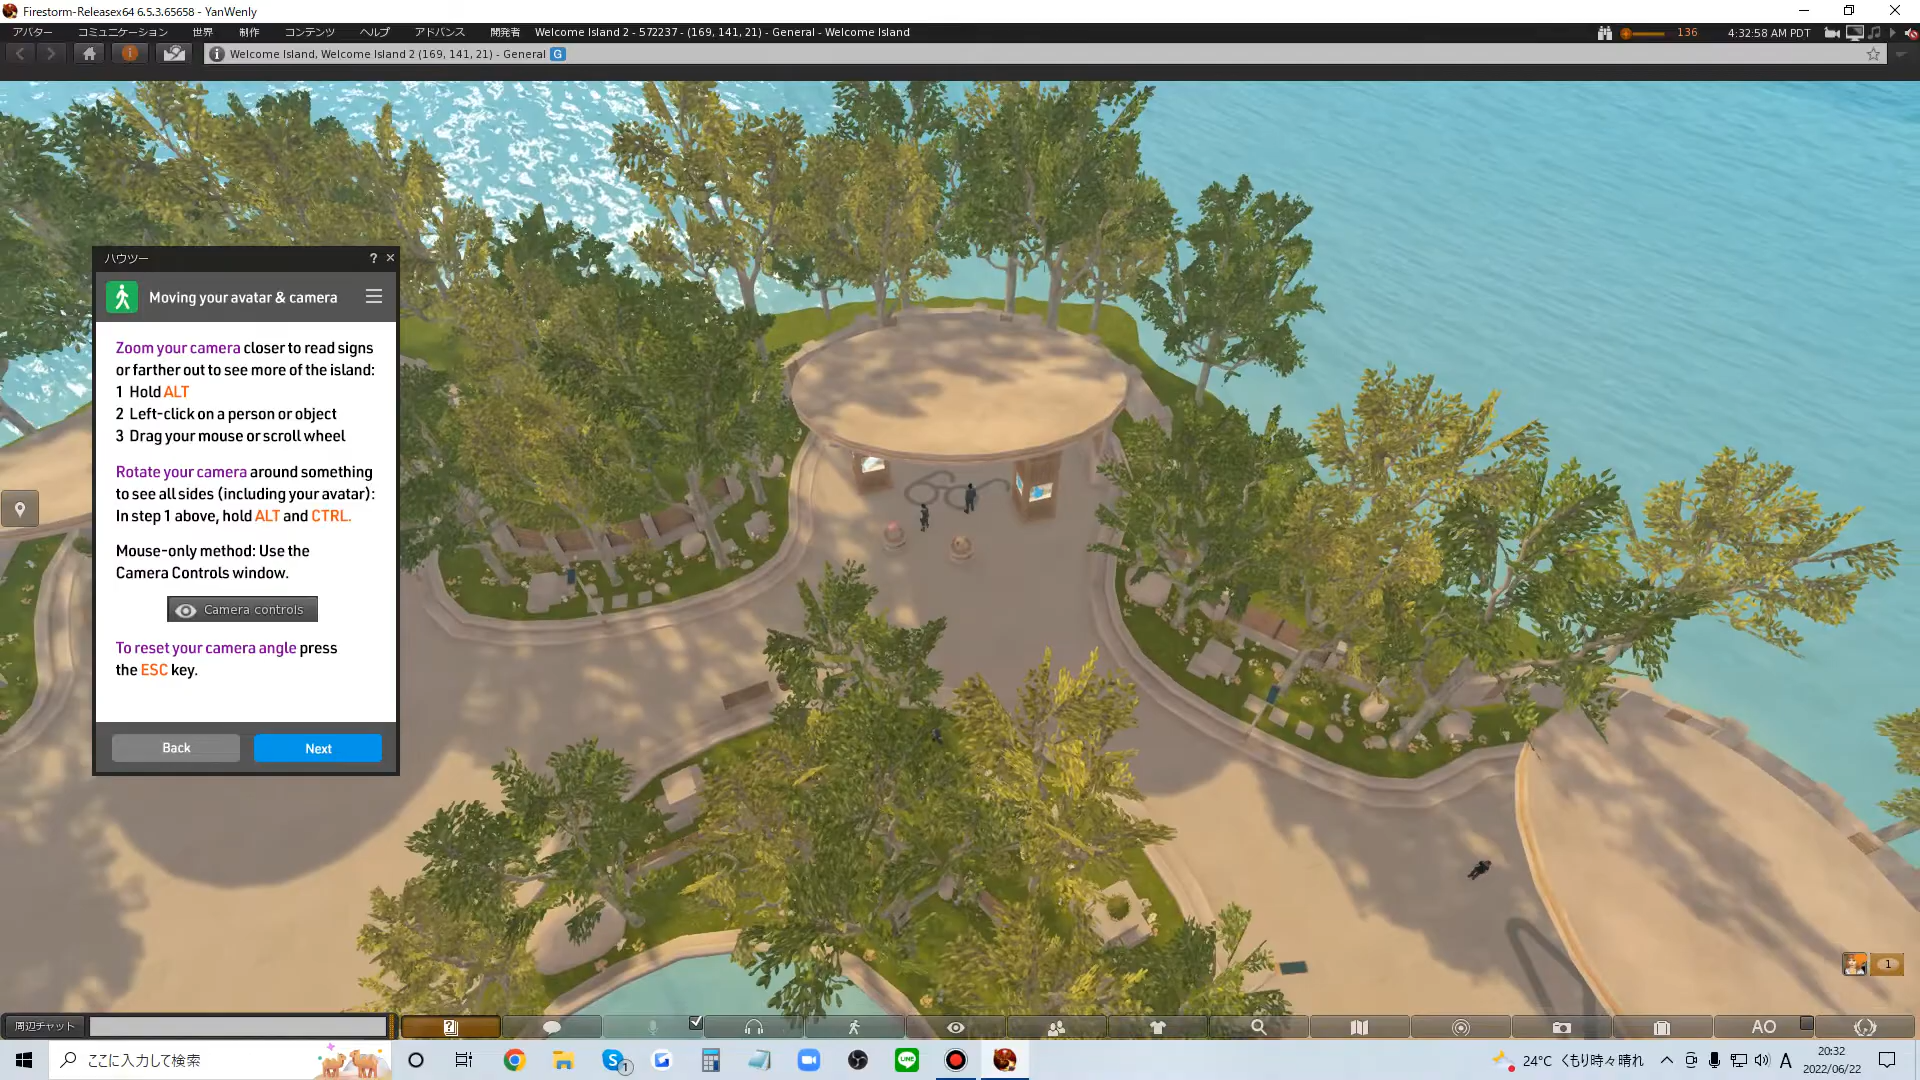 Firestorm-Releasex64 6.5.3.65658 - YanWenly
アバター コミュニケーション 世界 制作 コンテンツ ヘルプ アドバンス 開発者 Welcome Island 2 - 572237 - (169, 141, 21) - General - Welcome Island 136 4:32:58 AM PDT
Welcome Island, Welcome Island 2 (169, 141, 21) - General G
ハウツー ?
Moving your avatar & camera
Zoom your camera closer to read signs
or farther out to see more of the island:
1 Hold ALT
2 Left-click on a person or object
3 Drag your mouse or scroll wheel
Rotate your camera around something
to see all sides (including your avatar):
In step 1 above, hold ALT and CTRL.
Mouse-only method: Use the
Camera Controls window.
Camera controls
To reset your camera angle press
the ESC key.
Back Next
1
周辺チャット AO
ここに入力して検索 1 24°C くもり時々晴れ A 20:32
2022/06/22